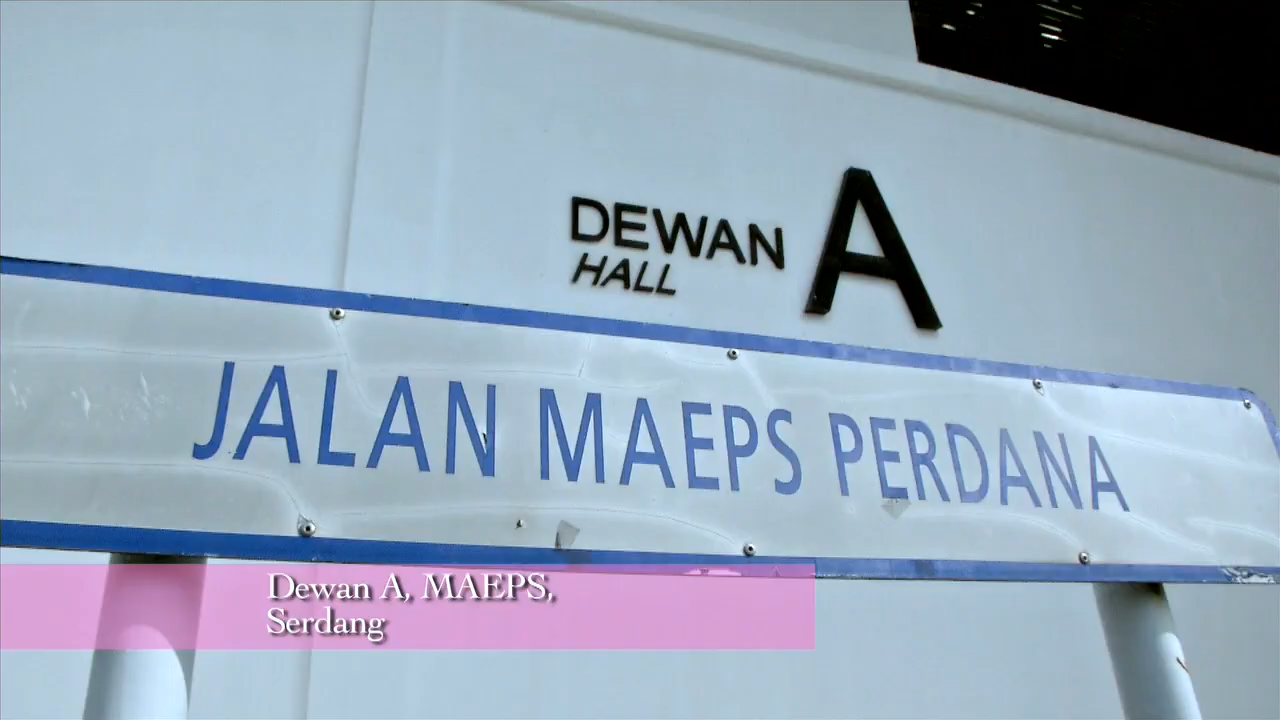 DEWAN A
HALL
JALAN MAEPS PERDANA
Dewan A, MAEPS,
Serdang